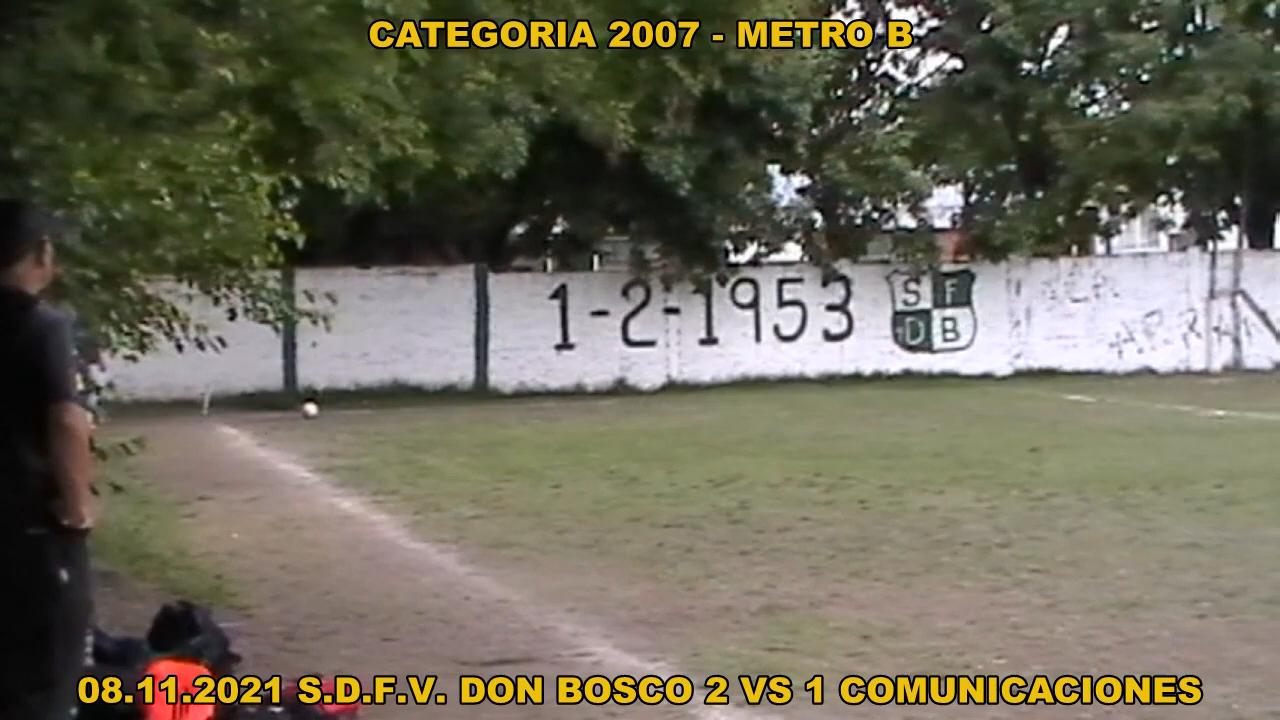 CATEGORIA 2007 - METRO B
1-2-1953
S F
D B
08.11.2021 S.D.F.V. DON BOSCO 2 VS 1 COMUNICACIONES